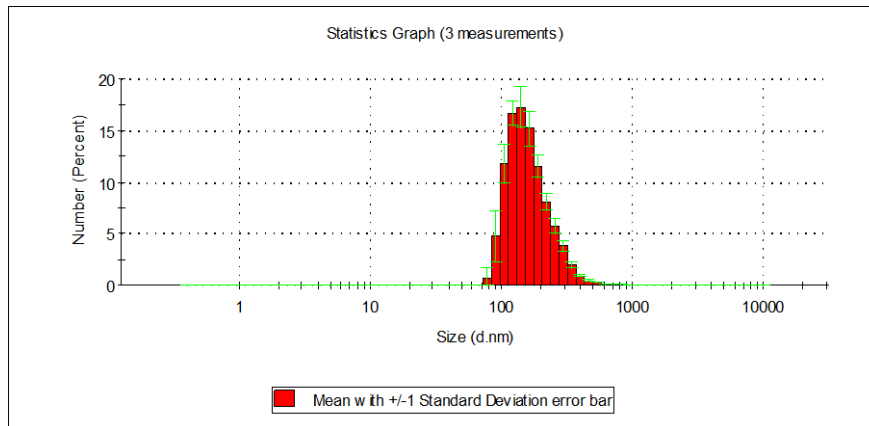 Statistics Graph (3 measurements)
20
15
10
5
0
Number (Percent)
1 10 100 1000 10000
Size (d.nm)
Mean with +/-1 Standard Deviation error bar